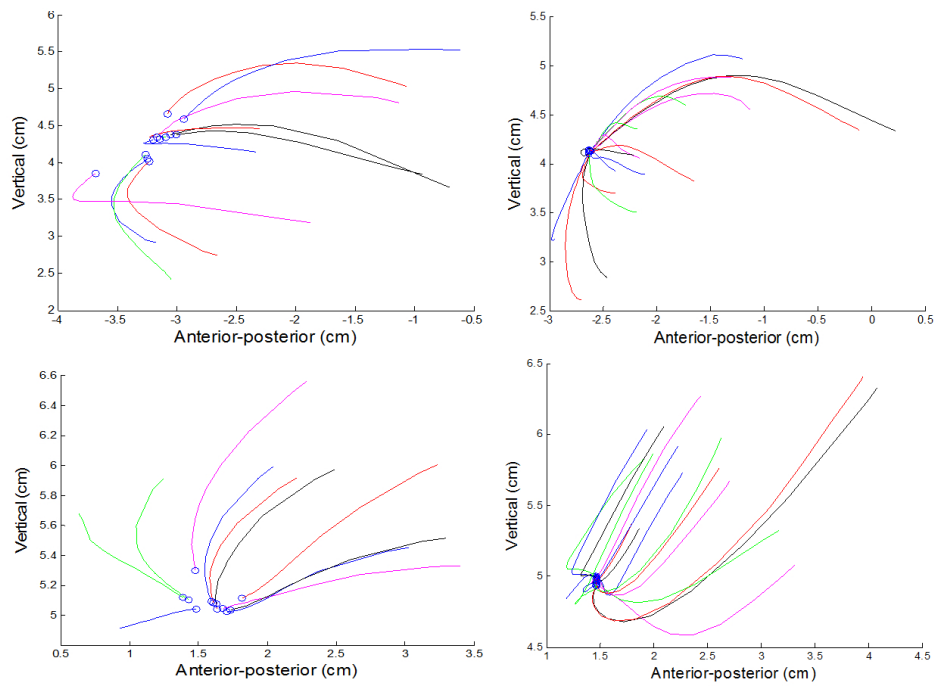 6
5.5
5
4.5
4
3.5
3
2.5
2
Vertical (cm)
-4 -3.5 -3 -2.5 -2 -1.5 -1 -0.5
Anterior-posterior (cm)
5.5
5
4.5
4
3.5
3
2.5
Vertical (cm)
-3 -2.5 -2 -1.5 -1 -0.5 0 0.5
Anterior-posterior (cm)
6.6
6.4
6.2
6
5.8
5.6
5.4
5.2
5
Vertical (cm)
0.5 1 1.5 2 2.5 3 3.5
Anterior-posterior (cm)
6.5
6
5.5
5
4.5
Vertical (cm)
1 1.5 2 2.5 3 3.5 4 4.5
Anterior-posterior (cm)